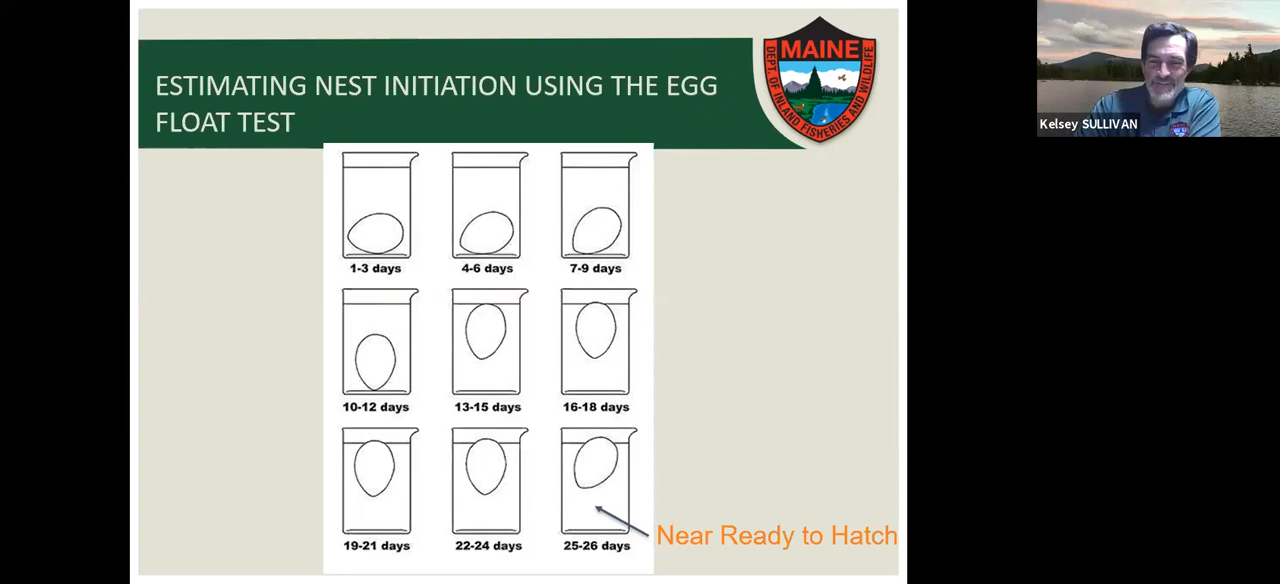 ESTIMATING NEST INITIATION USING THE EGG
FLOAT TEST
MAINE
DEPT. OF INLAND FISHERIES AND WILDLIFE
Kelsey SULLIVAN
1-3 days
4-6 days
7-9 days
10-12 days
13-15 days
16-18 days
19-21 days
22-24 days
25-26 days
Near Ready to Hatch